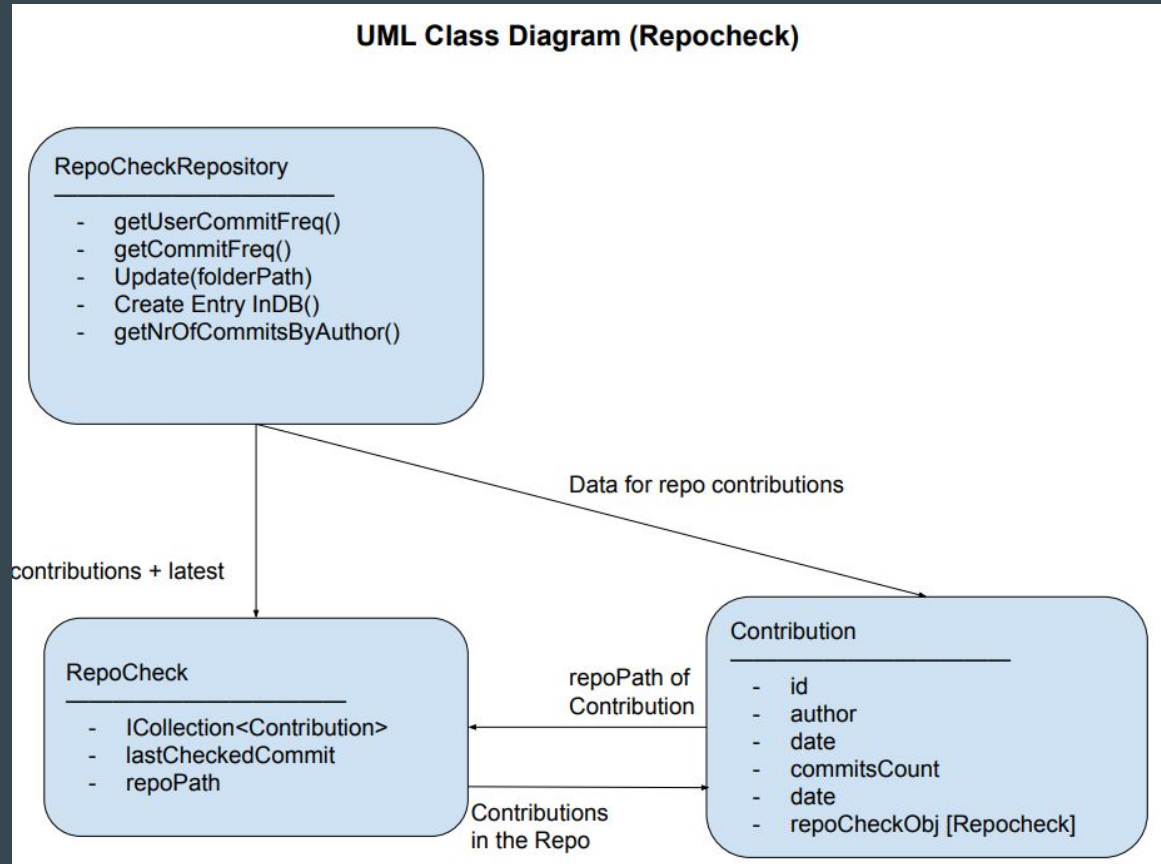 UML Class Diagram (Repocheck)
RepoCheckRepository
- getUserCommitFreq()
- getCommitFreq()
- Update(folderPath)
- Create Entry InDB()
- getNrOfCommitsByAuthor()
Data for repo contributions
contributions + latest
RepoCheck
- ICollection<Contribution>
- lastCheckedCommit
- repoPath
repoPath of
Contribution
Contributions
in the Repo
Contribution
- id
- author
- date
- commitsCount
- date
- repoCheckObj [Repocheck]